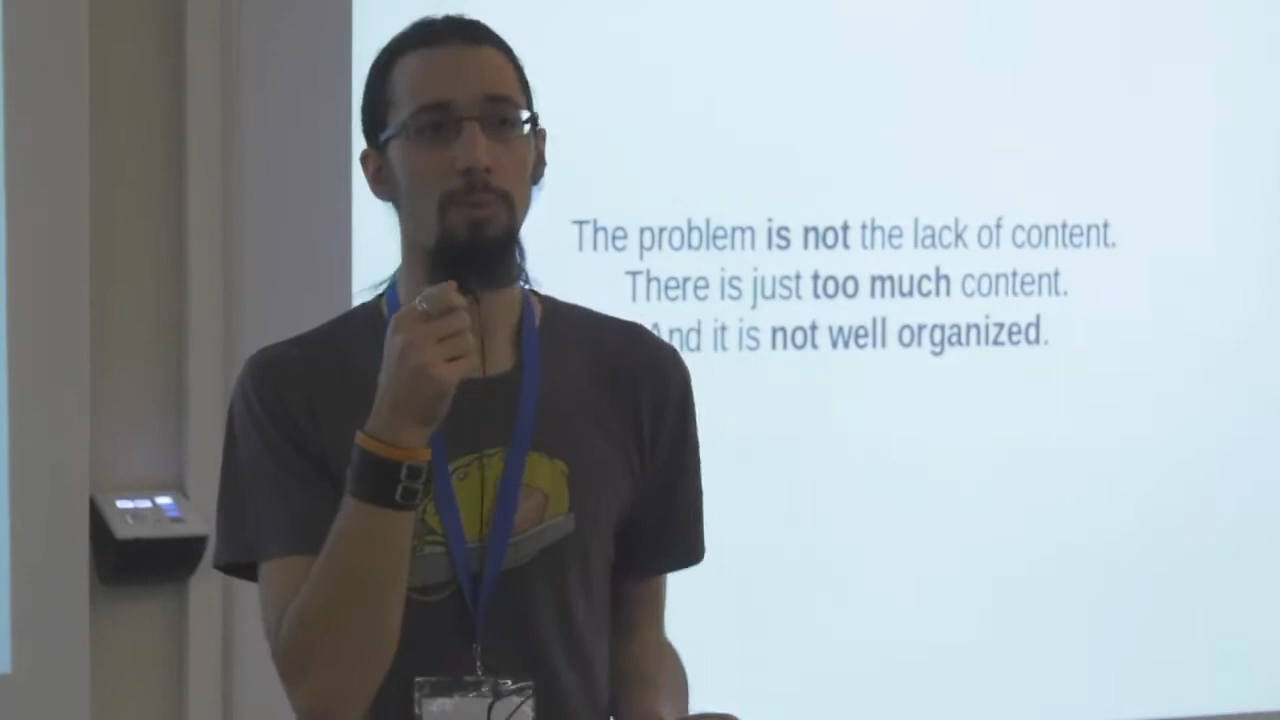 The problem is not the lack of content.
There is just too much content.
And it is not well organized.